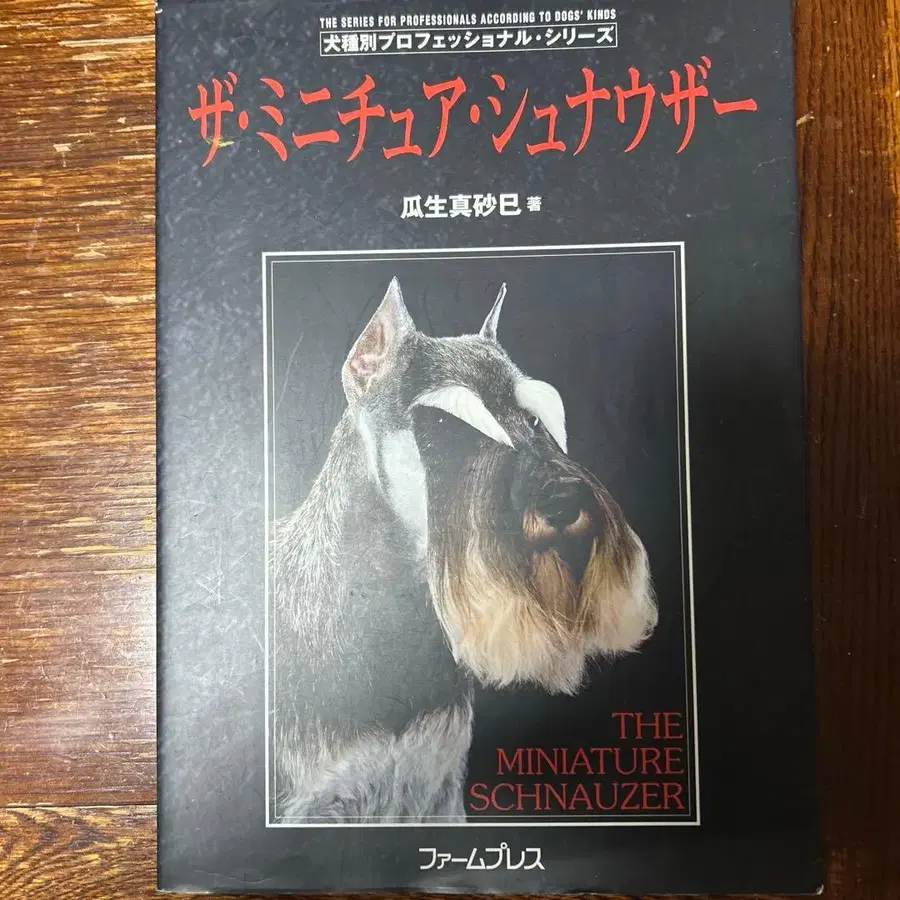 THE SERIES FOR PROFESSIONALS ACCORDING TO DOGS' KINDS
犬種別プロフェッショナル・シリーズ
ザ・ミニチュア・シュナウザー
瓜生真砂巳 著
THE
MINIATURE
SCHNAUZER
ファームプレス